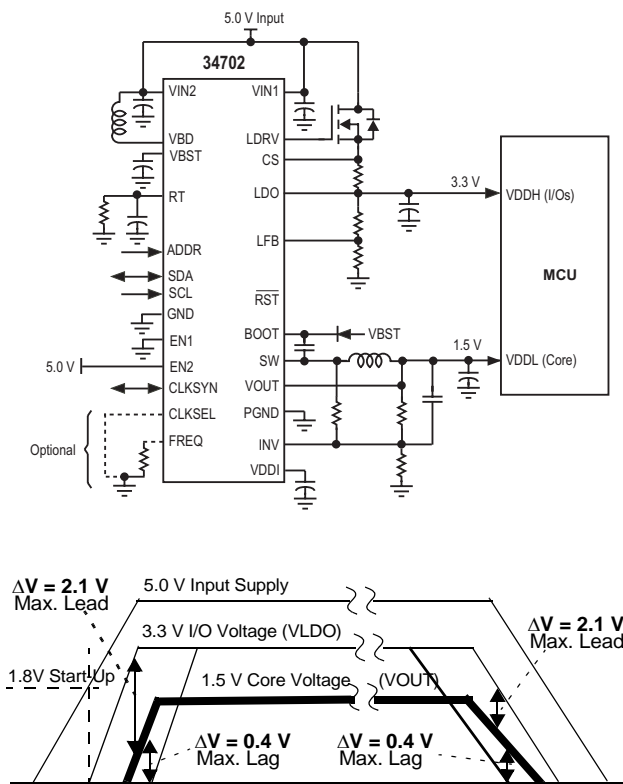 5.0 V Input
34702
VIN2
VIN1
VBD
LDRV
VBST
CS
RT
LDO
3.3 V
VDDH (I/Os)
LFB
ADDR
MCU
SDA
SCL
RST
GND
BOOT
VBST
EN1
SW
1.5 V
VDDL (Core)
5.0 V
EN2
VOUT
CLKSYN
CLKSEL
PGND
Optional
FREQ
INV
VDDI
ΔV = 2.1 V
Max. Lead
5.0 V Input Supply
ΔV = 2.1 V
Max. Lead
3.3 V I/O Voltage (VLDO)
1.8V Start-Up
1.5 V Core Voltage (VOUT)
ΔV = 0.4 V
Max. Lag
ΔV = 0.4 V
Max. Lag